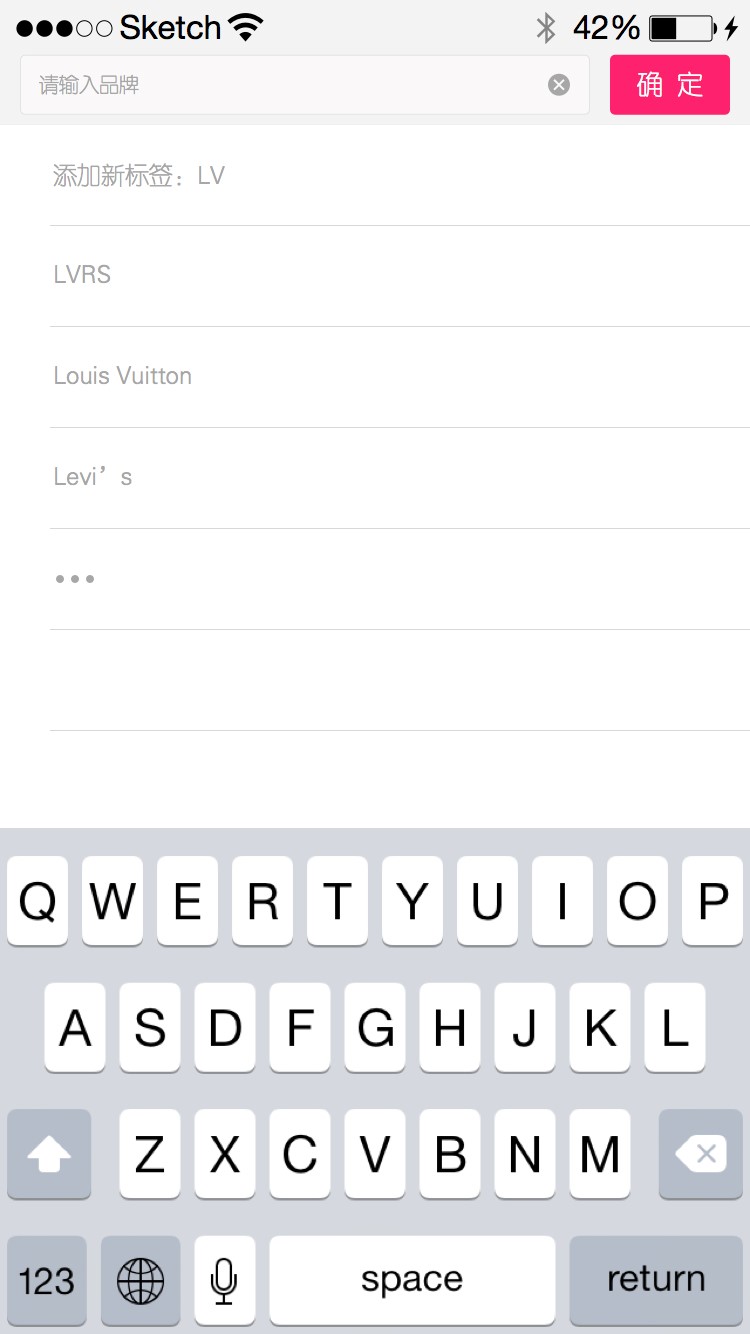 Sketch 42%
请输入品牌 确 定
添加新标签：LV
LVRS
Louis Vuitton
Levi’s
•••
Q W E R T Y U I O P
A S D F G H J K L
Z X C V B N M
123 space return